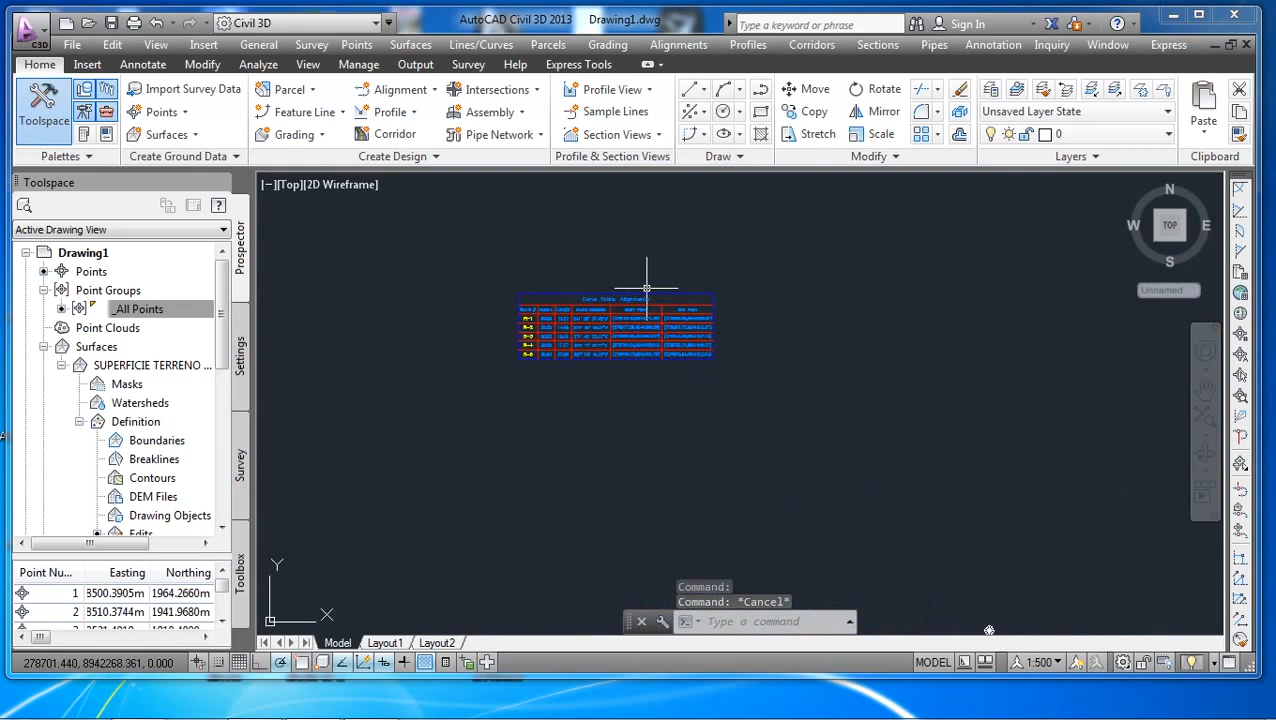 AutoCAD Civil 3D 2013 Drawing1.dwg
Civil 3D
Type a keyword or phrase
Sign In
C3D
File Edit View Insert General Survey Points Surfaces Lines/Curves Parcels Grading Alignments Profiles Corridors Sections Pipes Annotation Inquiry Window Express
Home Insert Annotate Modify Analyze View Manage Output Survey Help Express Tools
Toolspace
Import Survey Data
Points
Surfaces
Parcel
Feature Line
Grading
Alignment
Profile
Corridor
Intersections
Assembly
Pipe Network
Profile View
Sample Lines
Section Views
Move
Copy
Stretch
Rotate
Mirror
Scale
Unsaved Layer State
0
Paste
Palettes
Create Ground Data
Create Design
Profile & Section Views
Draw
Modify
Layers
Clipboard
Toolspace
Active Drawing View
Drawing1
Points
Point Groups
_All Points
Point Clouds
Surfaces
SUPERFICIE TERRENO ...
Masks
Watersheds
Definition
Boundaries
Breaklines
Contours
DEM Files
Drawing Objects
Edits
Prospector
Settings
Survey
Toolbox
Point Nu... Easting Northing
1 8500.3905m 1964.2660m
2 8510.3744m 1941.9680m
[−][Top][2D Wireframe]
N
W TOP E
S
Unnamed
Y
X
Command:
Command: *Cancel*
Type a command
Model Layout1 Layout2
278701.440, 8942268.361, 0.000
MODEL
1:500